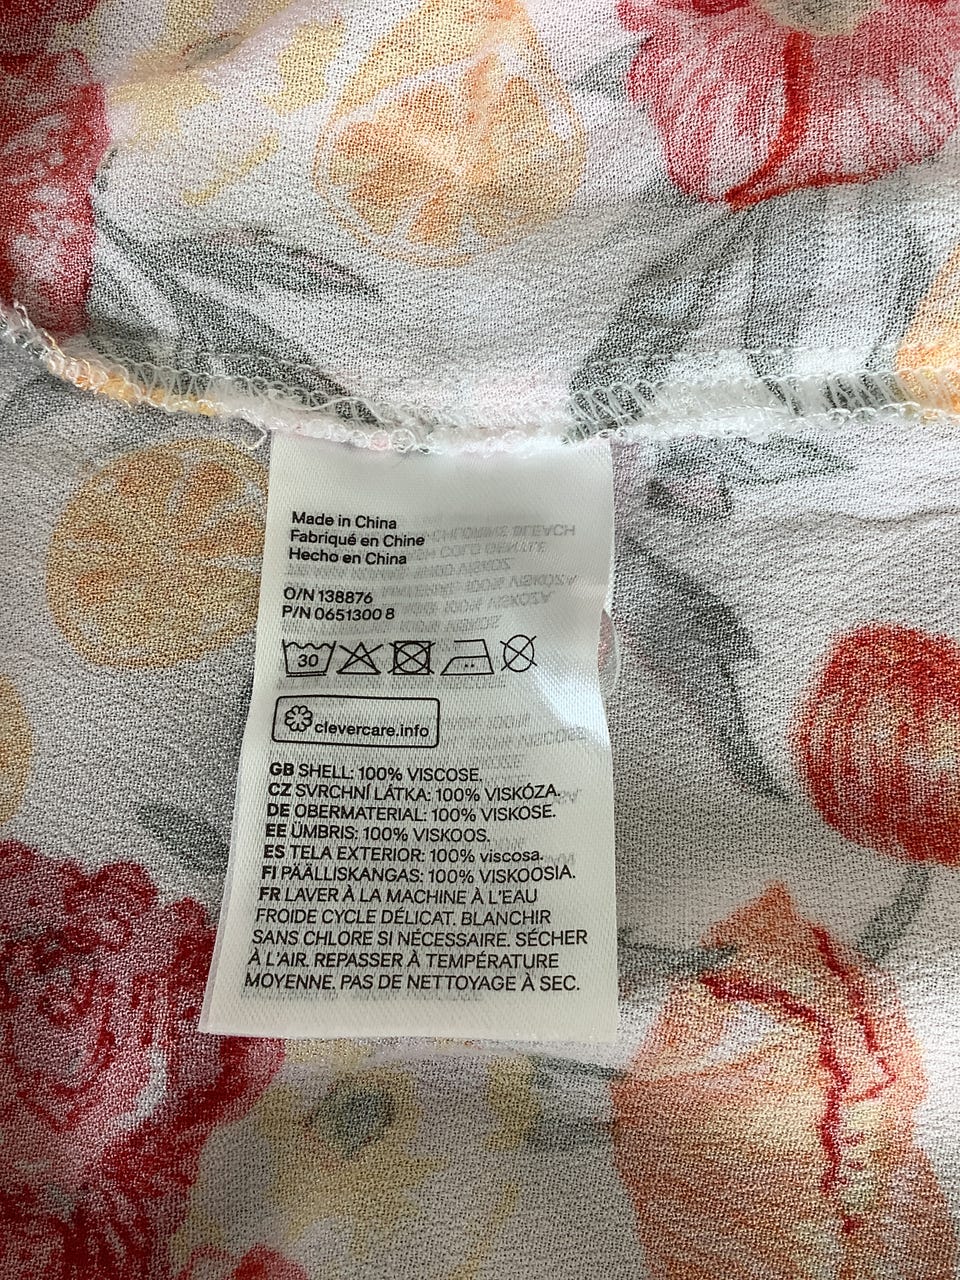 Made in China
Fabriqué en Chine
Hecho en China
O/N 138876
P/N 0651300 8
30
clevercare.info
GB SHELL: 100% VISCOSE.
CZ SVRCHNÍ LÁTKA: 100% VISKÓZA.
DE OBERMATERIAL: 100% VISKOSE.
EE ÜMBRIS: 100% VISKOOS.
ES TELA EXTERIOR: 100% viscosa.
FI PÄÄLLISKANGAS: 100% VISKOOSIA.
FR LAVER À LA MACHINE À L'EAU
FROIDE CYCLE DÉLICAT. BLANCHIR
SANS CHLORE SI NÉCESSAIRE. SÉCHER
À L'AIR. REPASSER À TEMPÉRATURE
MOYENNE. PAS DE NETTOYAGE À SEC.